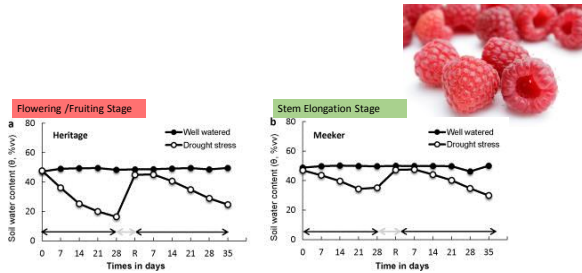 Flowering /Fruiting Stage
a
Heritage
Well watered
Drought stress
Soil water content (θ, %vv)
80
60
40
20
0
0 7 14 21 28 R 7 14 21 28 35
Times in days
Stem Elongation Stage
b
Meeker
Well watered
Drought stress
Soil water content (θ, %vv)
80
60
40
20
0
0 7 14 21 28 R 7 14 21 28 35
Time in days